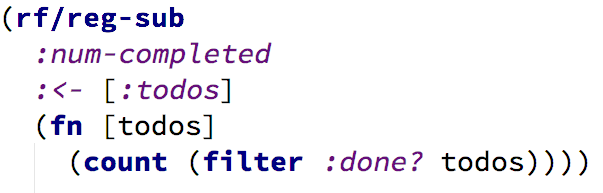 (rf/reg-sub
  :num-completed
  :<- [:todos]
  (fn [todos]
    (count (filter :done? todos))))